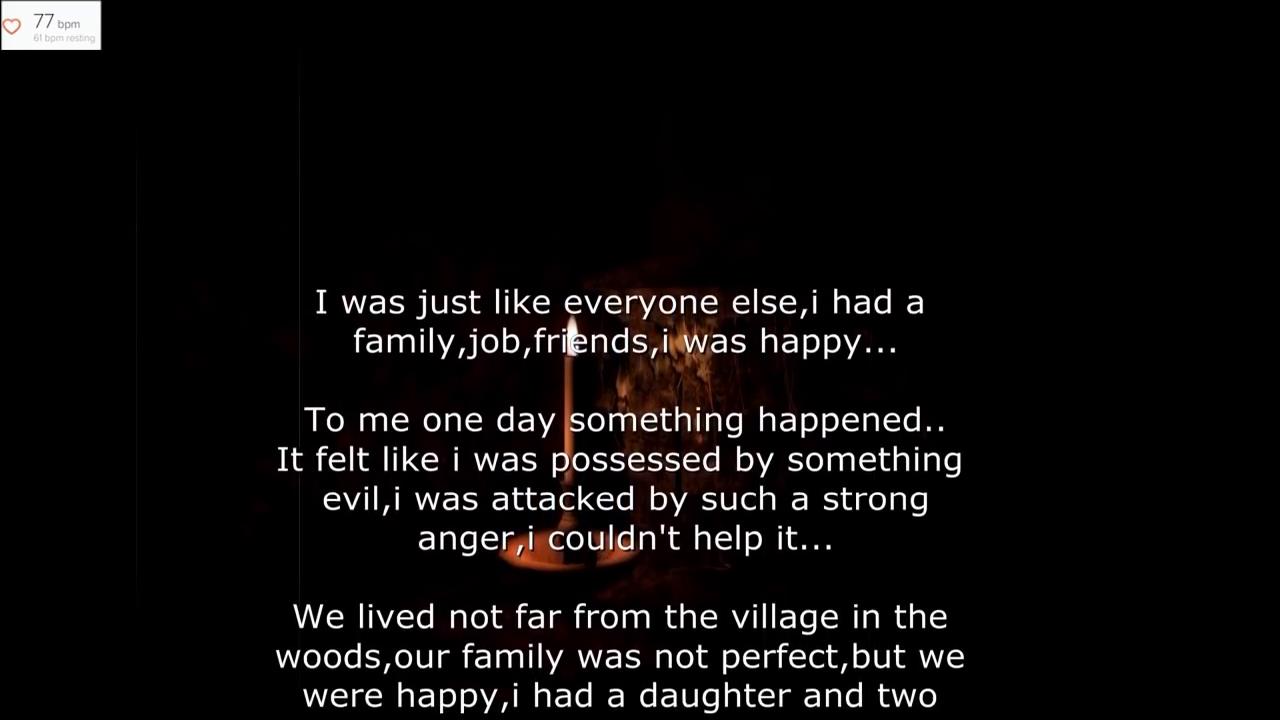 77 bpm
61 bpm resting
I was just like everyone else,i had a
family,job,friends,i was happy...
To me one day something happened..
It felt like i was possessed by something
evil,i was attacked by such a strong
anger,i couldn't help it...
We lived not far from the village in the
woods,our family was not perfect,but we
were happy,i had a daughter and two